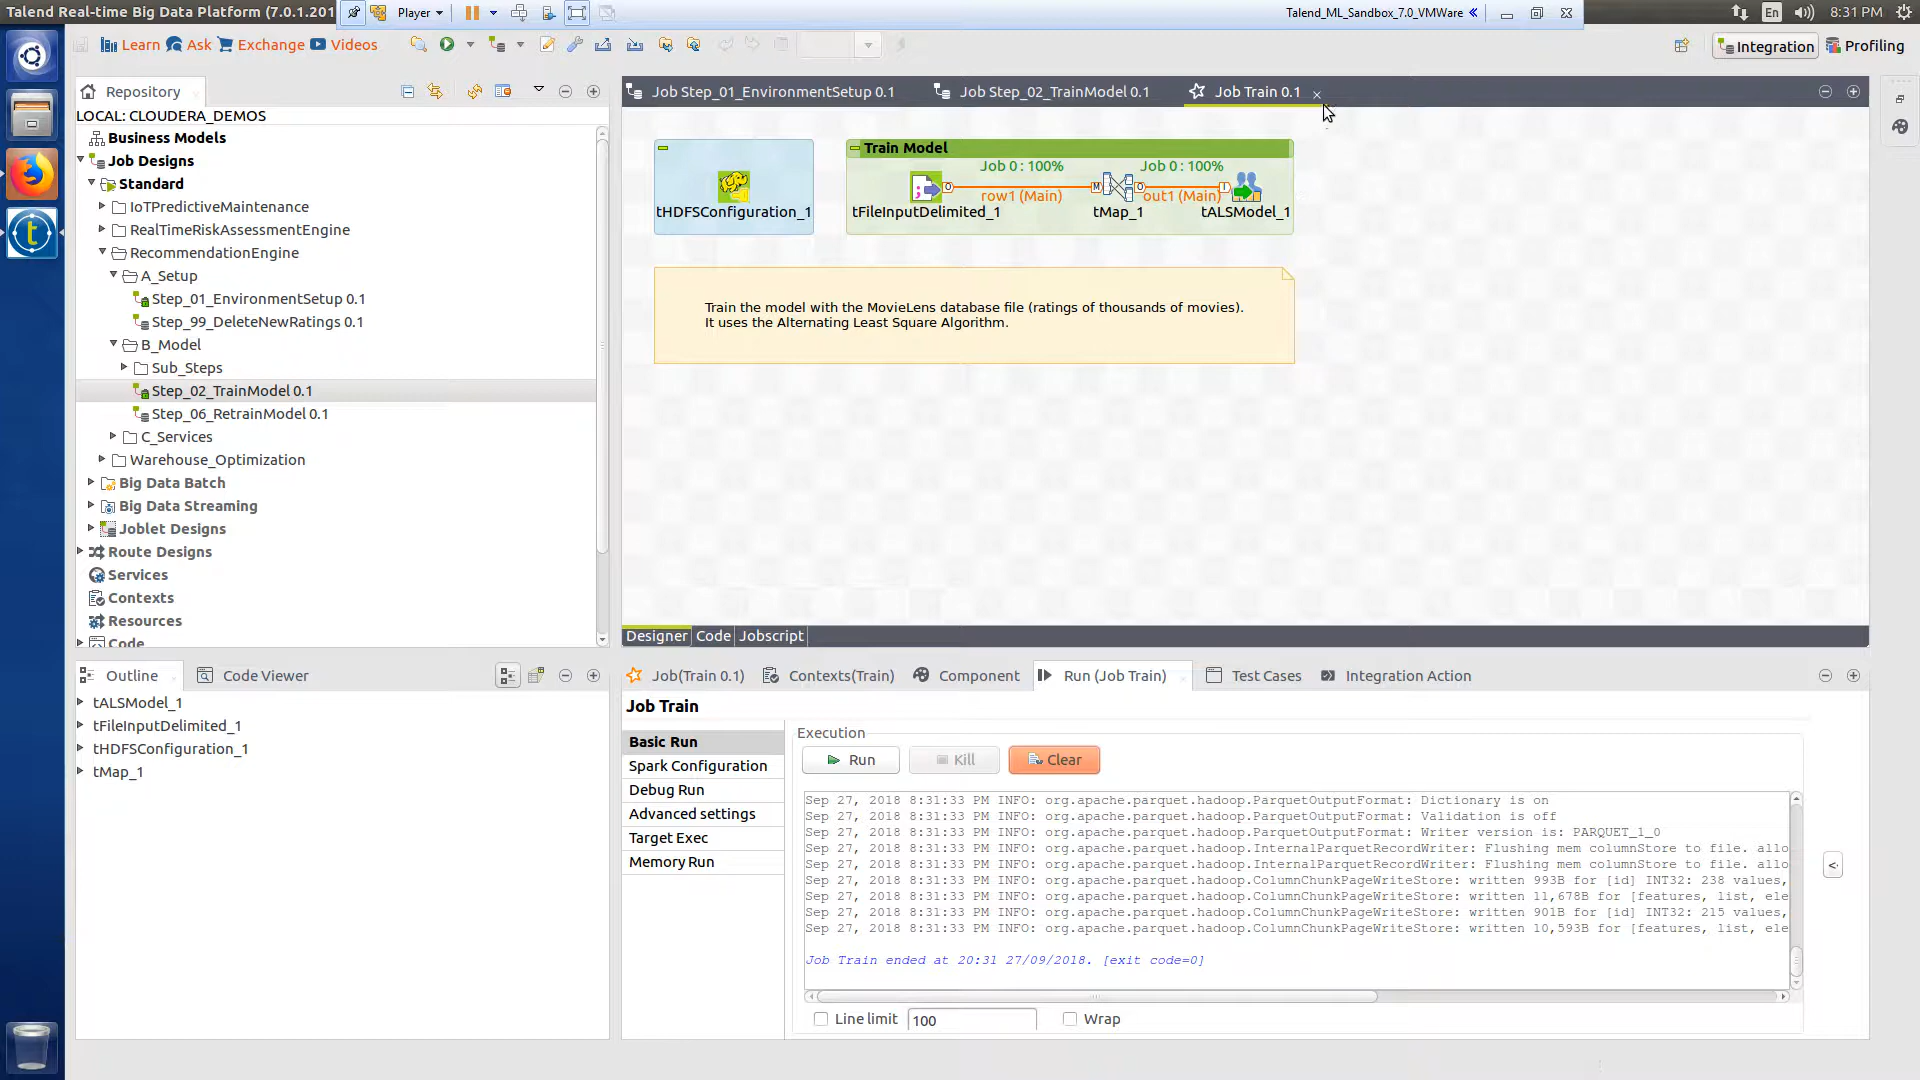 Talend Real-time Big Data Platform (7.0.1.201
Player
Talend_ML_Sandbox_7.0_VMWare
En
8:31 PM
Learn
Ask
Exchange
Videos
Integration
Profiling
Repository
Job Step_01_EnvironmentSetup 0.1
Job Step_02_TrainModel 0.1
Job Train 0.1
LOCAL: CLOUDERA_DEMOS
Business Models
Job Designs
Standard
IoTPredictiveMaintenance
RealTimeRiskAssessmentEngine
RecommendationEngine
A_Setup
Step_01_EnvironmentSetup 0.1
Step_99_DeleteNewRatings 0.1
B_Model
Sub_Steps
Step_02_TrainModel 0.1
Step_06_RetrainModel 0.1
C_Services
Warehouse_Optimization
Big Data Batch
Big Data Streaming
Joblet Designs
Route Designs
Services
Contexts
Resources
Code
Train Model
Job 0 : 100%
Job 0 : 100%
row1 (Main)
out1 (Main)
tHDFSConfiguration_1
tFileInputDelimited_1
tMap_1
tALSModel_1
Train the model with the MovieLens database file (ratings of thousands of movies).
It uses the Alternating Least Square Algorithm.
Designer
Code
Jobscript
Outline
Code Viewer
tALSModel_1
tFileInputDelimited_1
tHDFSConfiguration_1
tMap_1
Job(Train 0.1)
Contexts(Train)
Component
Run (Job Train)
Test Cases
Integration Action
Job Train
Basic Run
Spark Configuration
Debug Run
Advanced settings
Target Exec
Memory Run
Execution
Run
Kill
Clear
Sep 27, 2018 8:31:33 PM INFO: org.apache.parquet.hadoop.ParquetOutputFormat: Dictionary is on
Sep 27, 2018 8:31:33 PM INFO: org.apache.parquet.hadoop.ParquetOutputFormat: Validation is off
Sep 27, 2018 8:31:33 PM INFO: org.apache.parquet.hadoop.ParquetOutputFormat: Writer version is: PARQUET_1_0
Sep 27, 2018 8:31:33 PM INFO: org.apache.parquet.hadoop.InternalParquetRecordWriter: Flushing mem columnStore to file. allo
Sep 27, 2018 8:31:33 PM INFO: org.apache.parquet.hadoop.InternalParquetRecordWriter: Flushing mem columnStore to file. allo
Sep 27, 2018 8:31:33 PM INFO: org.apache.parquet.hadoop.ColumnChunkPageWriteStore: written 993B for [id] INT32: 238 values,
Sep 27, 2018 8:31:33 PM INFO: org.apache.parquet.hadoop.ColumnChunkPageWriteStore: written 11,678B for [features, list, ele
Sep 27, 2018 8:31:33 PM INFO: org.apache.parquet.hadoop.ColumnChunkPageWriteStore: written 901B for [id] INT32: 215 values,
Sep 27, 2018 8:31:33 PM INFO: org.apache.parquet.hadoop.ColumnChunkPageWriteStore: written 10,593B for [features, list, ele
Job Train ended at 20:31 27/09/2018. [exit code=0]
Line limit
100
Wrap